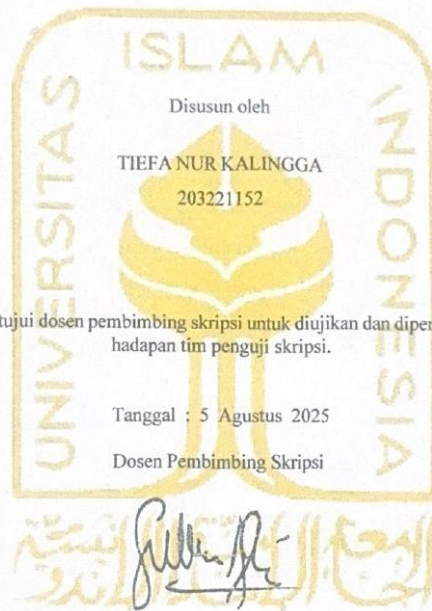 ISLAM
UNIVERSITAS
INDONESIA
Disusun oleh
TIEFA NUR KALINGGA
203221152
tujui dosen pembimbing skripsi untuk diujikan dan diper
hadapan tim penguji skripsi.
Tanggal : 5 Agustus 2025
Dosen Pembimbing Skripsi